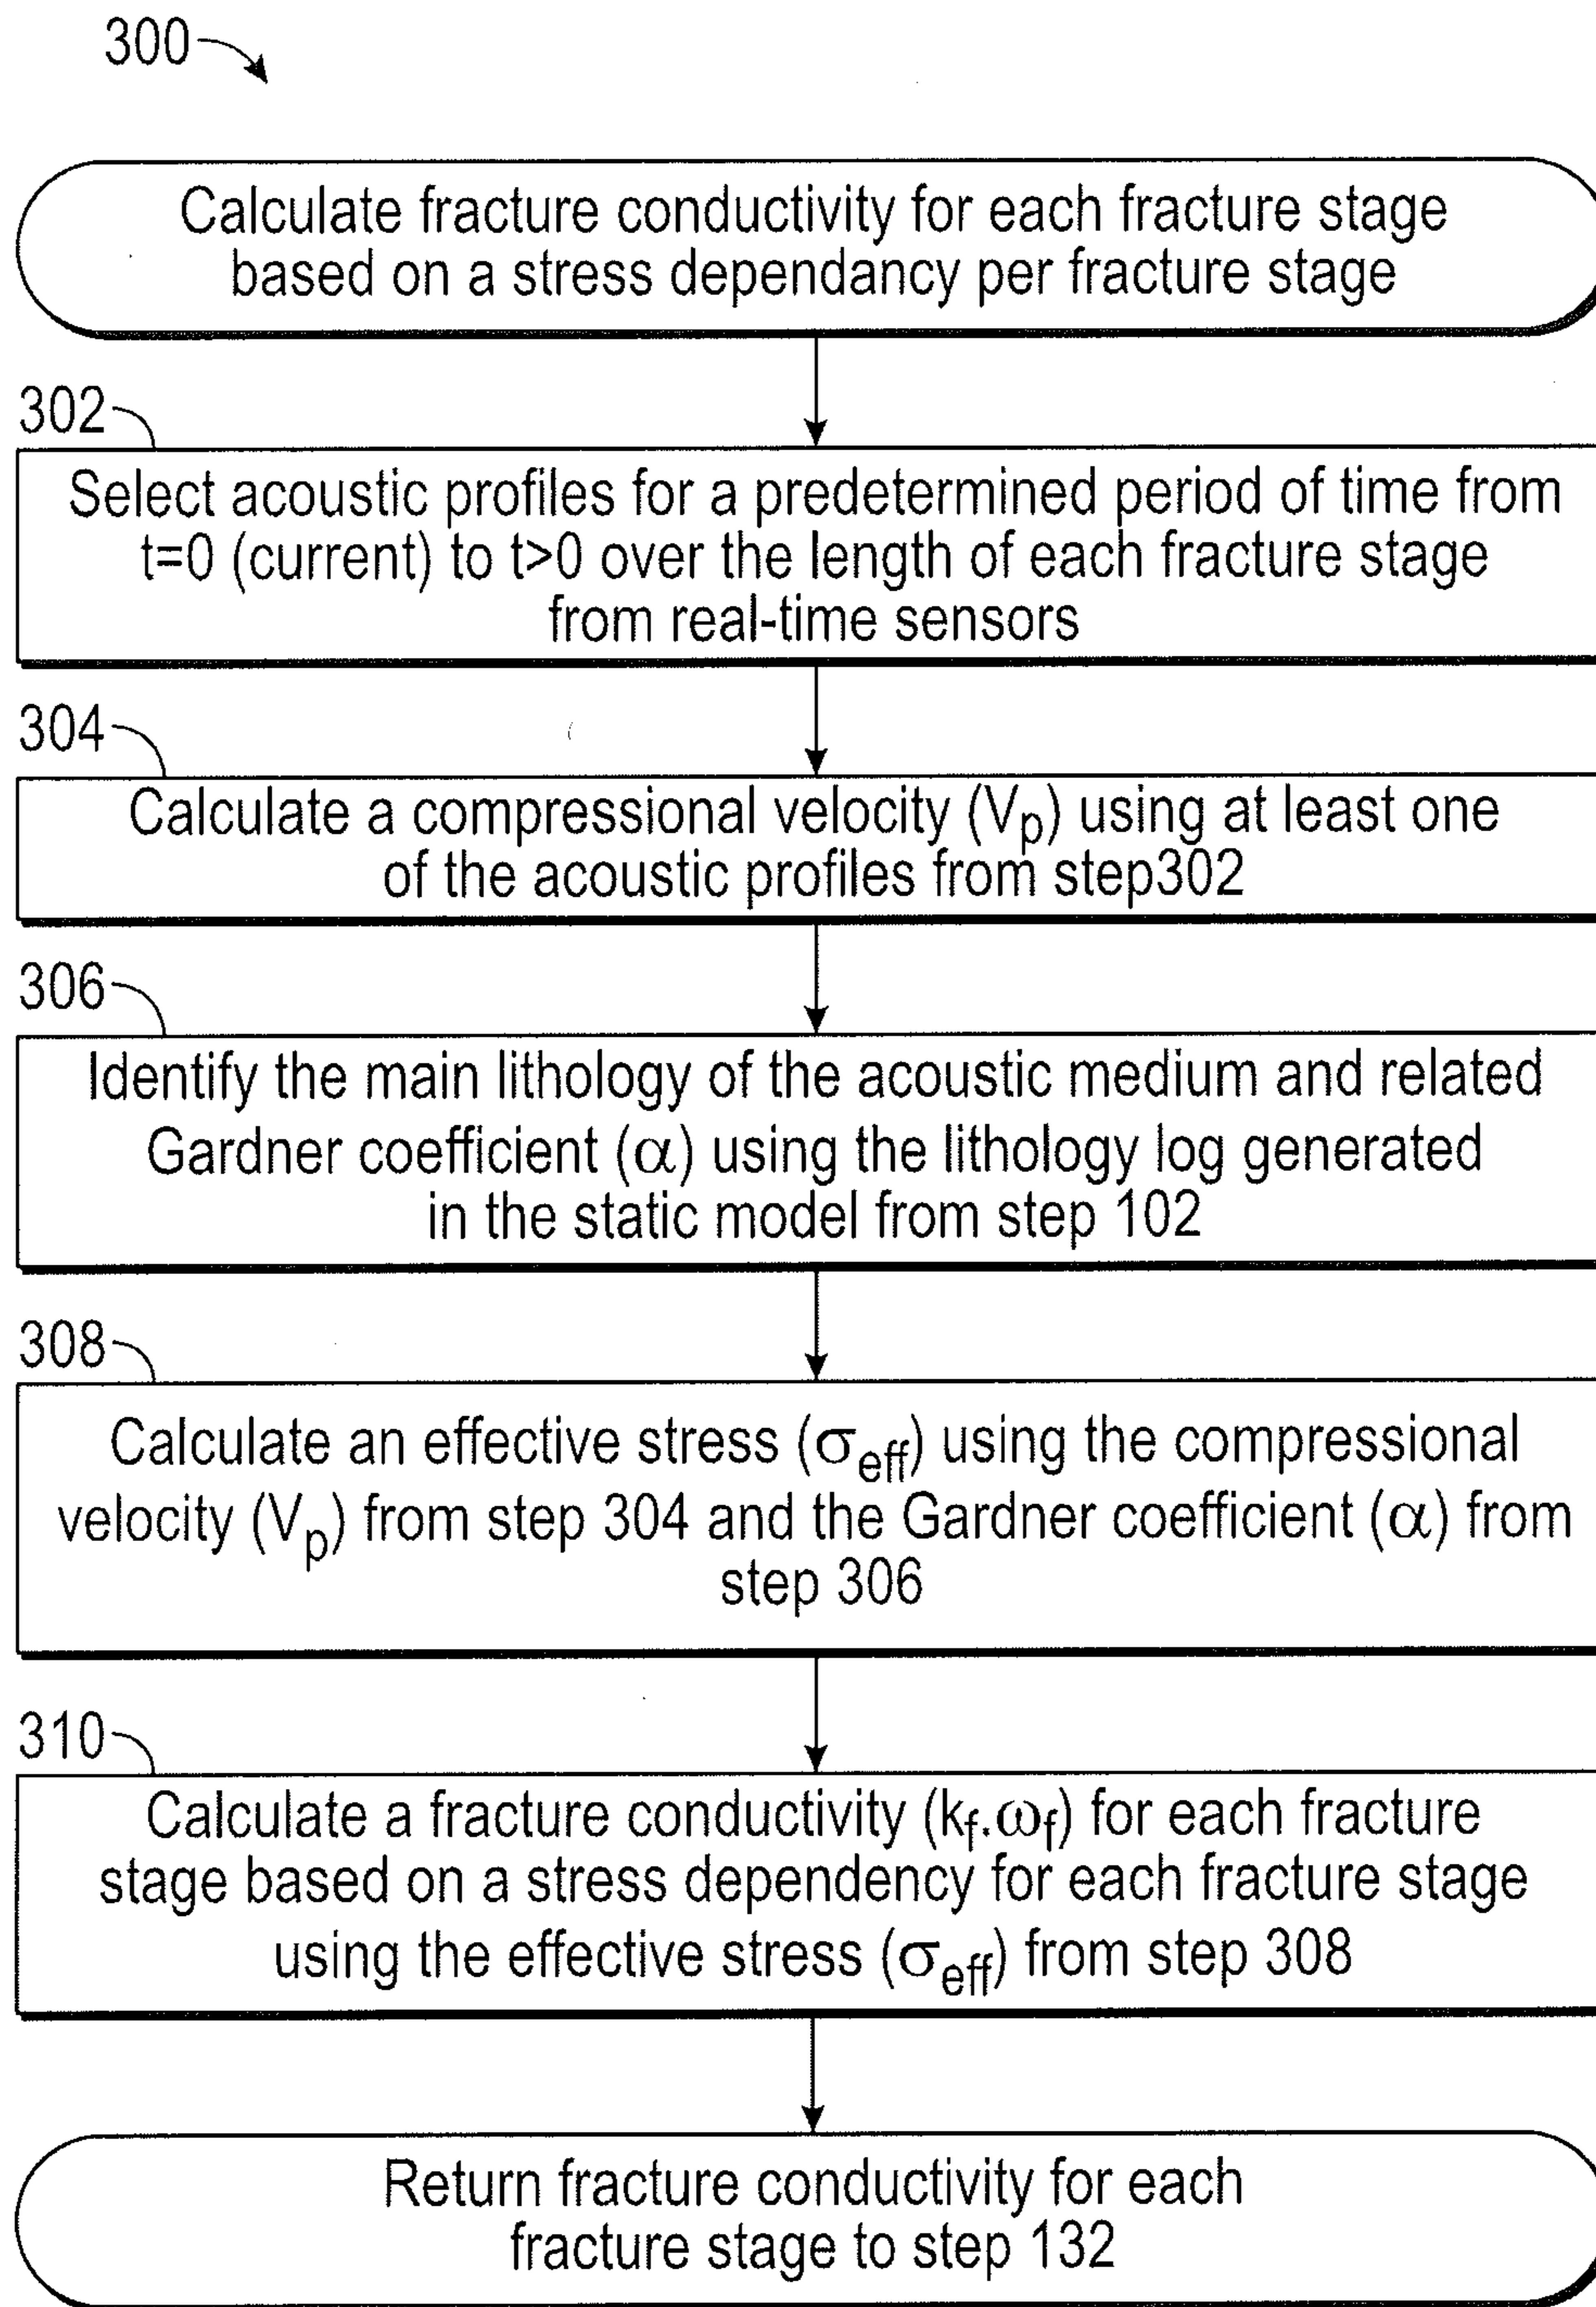 300
Calculate fracture conductivity for each fracture stage
based on a stress dependancy per fracture stage
302
Select acoustic profiles for a predetermined period of time from
t=0 (current) to t>0 over the length of each fracture stage
from real-time sensors
304
Calculate a compressional velocity (Vp) using at least one
of the acoustic profiles from step302
306
Identify the main lithology of the acoustic medium and related
Gardner coefficient (α) using the lithology log generated
in the static model from step 102
308
Calculate an effective stress (σeff) using the compressional
velocity (Vp) from step 304 and the Gardner coefficient (α) from
step 306
310
Calculate a fracture conductivity (kf.ωf) for each fracture
stage based on a stress dependency for each fracture stage
using the effective stress (σeff) from step 308
Return fracture conductivity for each
fracture stage to step 132